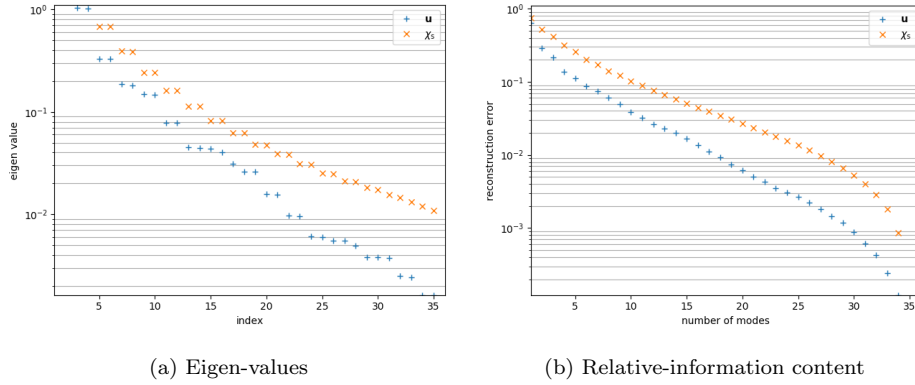 10⁰
10⁻¹
10⁻²
eigen value
5 10 15 20 25 30 35
index
u
χs
(a) Eigen-values
10⁰
10⁻¹
10⁻²
10⁻³
reconstruction error
5 10 15 20 25 30 35
number of modes
u
χs
(b) Relative-information content